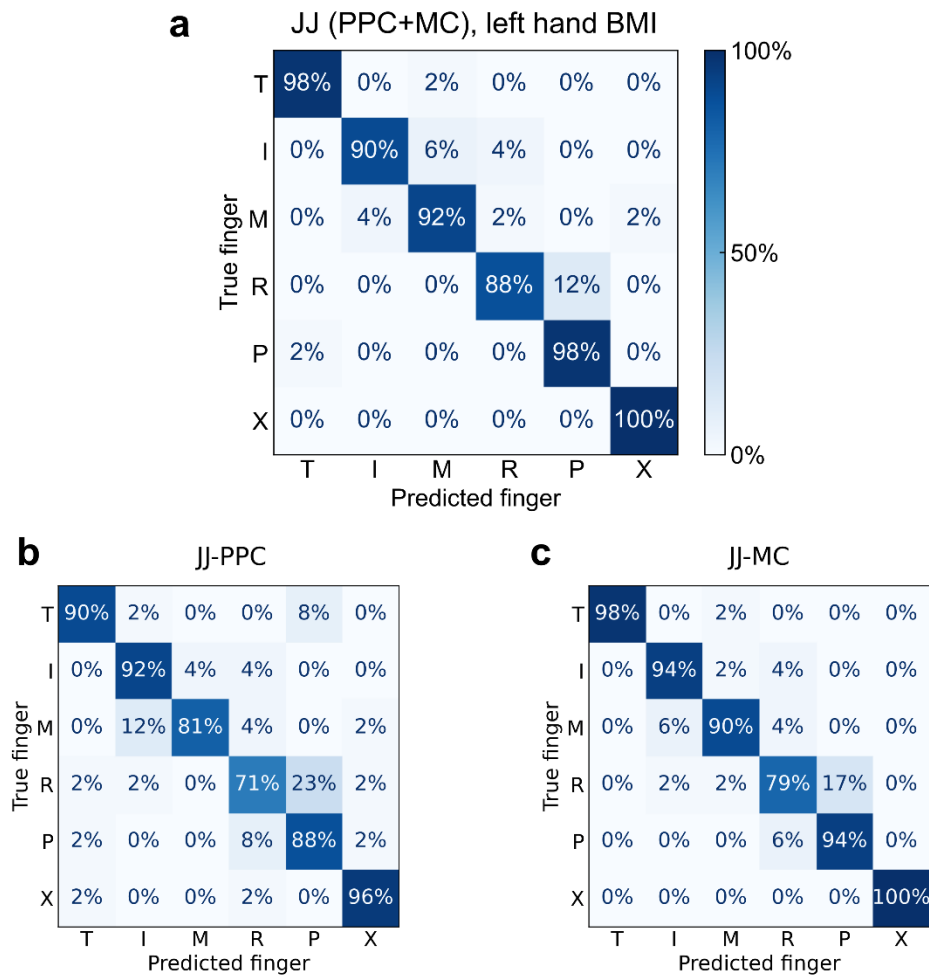 a
JJ (PPC+MC), left hand BMI
T 98% 0% 2% 0% 0% 0%
I 0% 90% 6% 4% 0% 0%
M 0% 4% 92% 2% 0% 2%
R 0% 0% 0% 88% 12% 0%
P 2% 0% 0% 0% 98% 0%
X 0% 0% 0% 0% 0% 100%
T I M R P X
True finger
Predicted finger
100%
50%
0%
b
JJ-PPC
T 90% 2% 0% 0% 8% 0%
I 0% 92% 4% 4% 0% 0%
M 0% 12% 81% 4% 0% 2%
R 2% 2% 0% 71% 23% 2%
P 2% 0% 0% 8% 88% 2%
X 2% 0% 0% 2% 0% 96%
T I M R P X
True finger
Predicted finger
c
JJ-MC
T 98% 0% 2% 0% 0% 0%
I 0% 94% 2% 4% 0% 0%
M 0% 6% 90% 4% 0% 0%
R 0% 2% 2% 79% 17% 0%
P 0% 0% 0% 6% 94% 0%
X 0% 0% 0% 0% 0% 100%
T I M R P X
True finger
Predicted finger